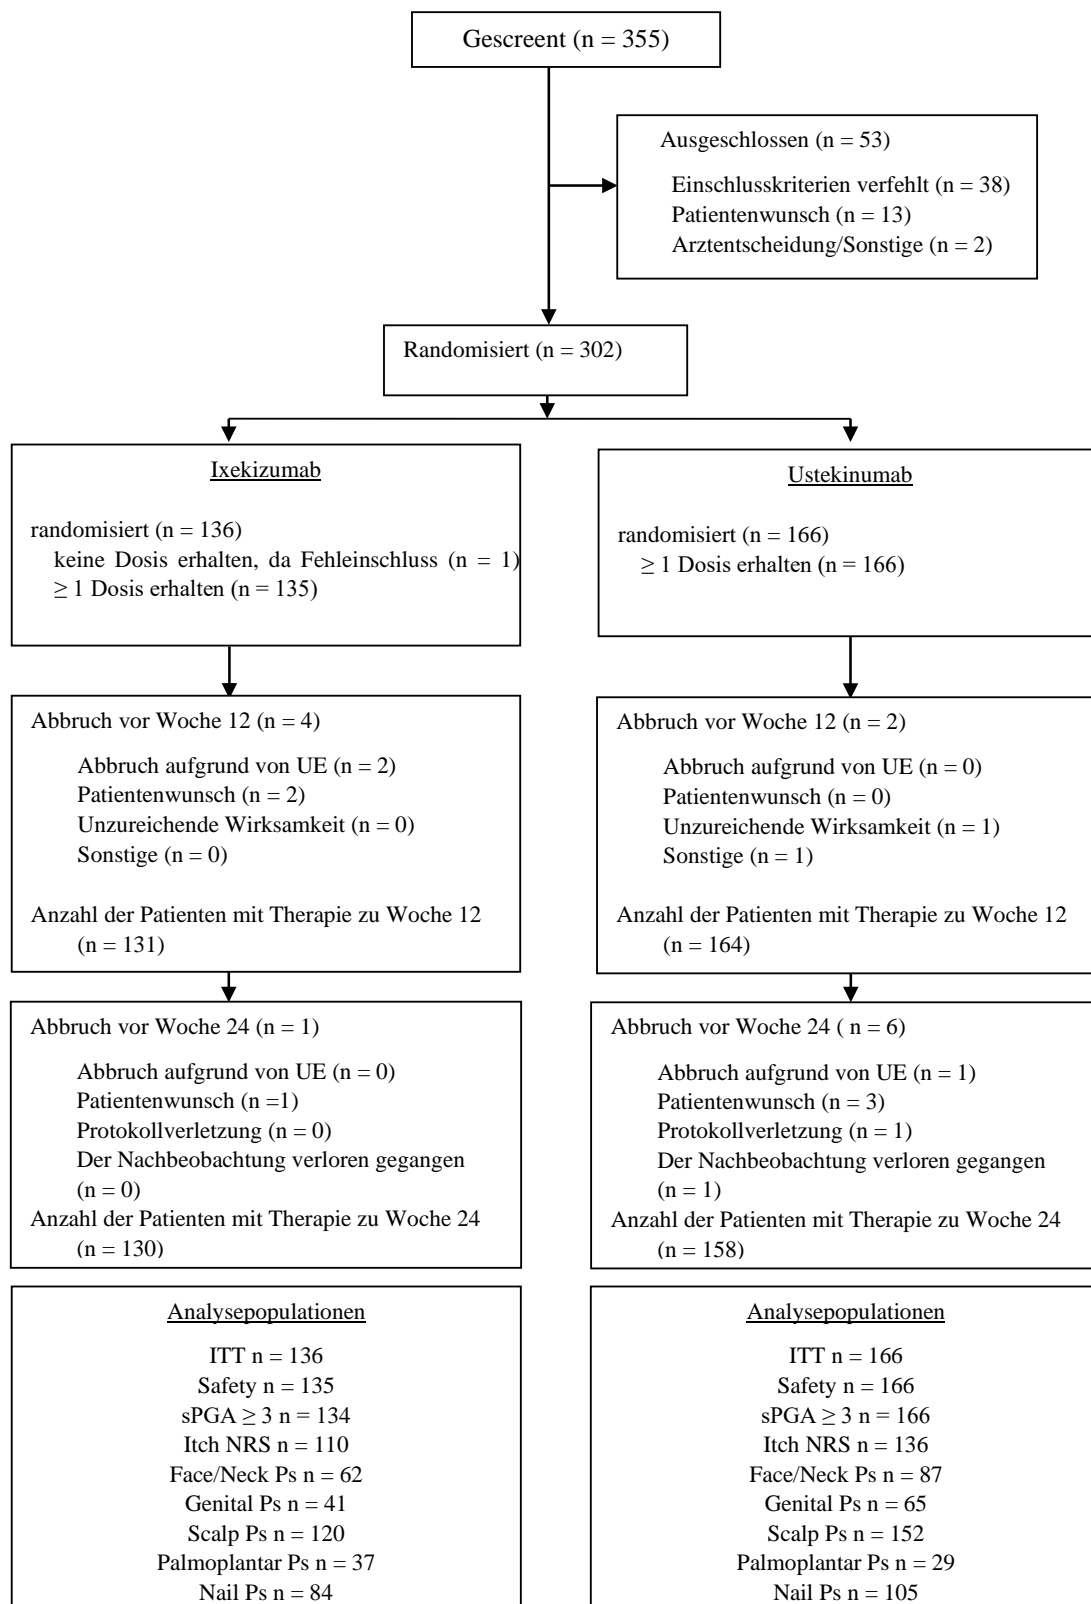 Gescreent (n = 355)
Ausgeschlossen (n = 53)
Einschlusskriterien verfehlt (n = 38)
Patientenwunsch (n = 13)
Arztentscheidung/Sonstige (n = 2)
Randomisiert (n = 302)
Ixekizumab
randomisiert (n = 136)
keine Dosis erhalten, da Fehleinschluss (n = 1)
≥ 1 Dosis erhalten (n = 135)
Ustekinumab
randomisiert (n = 166)
≥ 1 Dosis erhalten (n = 166)
Abbruch vor Woche 12 (n = 4)
Abbruch aufgrund von UE (n = 2)
Patientenwunsch (n = 2)
Unzureichende Wirksamkeit (n = 0)
Sonstige (n = 0)
Anzahl der Patienten mit Therapie zu Woche 12
(n = 131)
Abbruch vor Woche 12 (n = 2)
Abbruch aufgrund von UE (n = 0)
Patientenwunsch (n = 0)
Unzureichende Wirksamkeit (n = 1)
Sonstige (n = 1)
Anzahl der Patienten mit Therapie zu Woche 12
(n = 164)
Abbruch vor Woche 24 (n = 1)
Abbruch aufgrund von UE (n = 0)
Patientenwunsch (n =1)
Protokollverletzung (n = 0)
Der Nachbeobachtung verloren gegangen
(n = 0)
Anzahl der Patienten mit Therapie zu Woche 24
(n = 130)
Abbruch vor Woche 24 ( n = 6)
Abbruch aufgrund von UE (n = 1)
Patientenwunsch (n = 3)
Protokollverletzung (n = 1)
Der Nachbeobachtung verloren gegangen
(n = 1)
Anzahl der Patienten mit Therapie zu Woche 24
(n = 158)
Analysepopulationen
ITT n = 136
Safety n = 135
sPGA ≥ 3 n = 134
Itch NRS n = 110
Face/Neck Ps n = 62
Genital Ps n = 41
Scalp Ps n = 120
Palmoplantar Ps n = 37
Nail Ps n = 84
Analysepopulationen
ITT n = 166
Safety n = 166
sPGA ≥ 3 n = 166
Itch NRS n = 136
Face/Neck Ps n = 87
Genital Ps n = 65
Scalp Ps n = 152
Palmoplantar Ps n = 29
Nail Ps n = 105